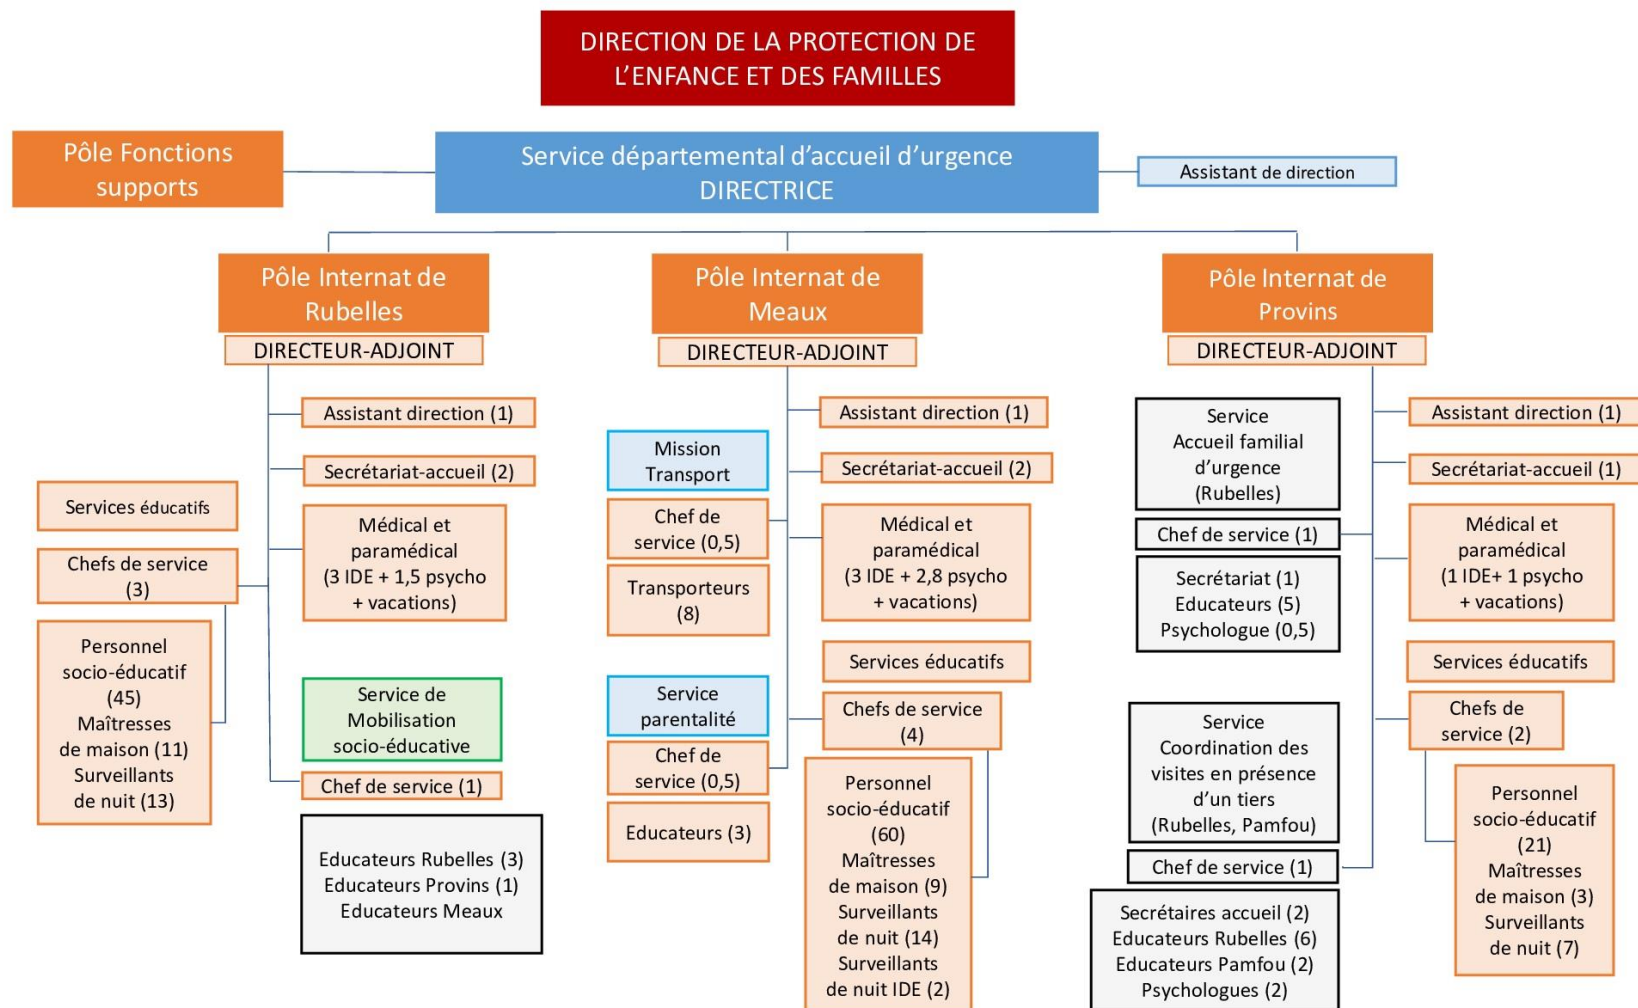 DIRECTION DE LA PROTECTION DE
L’ENFANCE ET DES FAMILLES
Pôle Fonctions
supports
Service départemental d’accueil d’urgence
DIRECTRICE
Assistant de direction
Pôle Internat de
Rubelles
DIRECTEUR-ADJOINT
Assistant direction (1)
Secrétariat-accueil (2)
Services éducatifs
Chefs de service
(3)
Médical et
paramédical
(3 IDE + 1,5 psycho
+ vacations)
Personnel
socio-éducatif
(45)
Maîtresses
de maison (11)
Surveillants
de nuit (13)
Service de
Mobilisation
socio-éducative
Chef de service (1)
Educateurs Rubelles (3)
Educateurs Provins (1)
Educateurs Meaux
Pôle Internat de
Meaux
DIRECTEUR-ADJOINT
Assistant direction (1)
Mission
Transport
Secrétariat-accueil (2)
Chef de
service (0,5)
Transporteurs
(8)
Médical et
paramédical
(3 IDE + 2,8 psycho
+ vacations)
Services éducatifs
Service
parentalité
Chef de
service (0,5)
Educateurs (3)
Chefs de service
(4)
Personnel
socio-éducatif
(60)
Maîtresses
de maison (9)
Surveillants
de nuit (14)
Surveillants
de nuit IDE (2)
Pôle Internat de
Provins
DIRECTEUR-ADJOINT
Service
Accueil familial
d’urgence
(Rubelles)
Chef de service (1)
Secrétariat (1)
Educateurs (5)
Psychologue (0,5)
Assistant direction (1)
Secrétariat-accueil (1)
Médical et
paramédical
(1 IDE+ 1 psycho
+ vacations)
Services éducatifs
Chefs de
service (2)
Service
Coordination des
visites en présence
d’un tiers
(Rubelles, Pamfou)
Chef de service (1)
Secrétaires accueil (2)
Educateurs Rubelles (6)
Educateurs Pamfou (2)
Psychologues (2)
Personnel
socio-éducatif
(21)
Maîtresses
de maison (3)
Surveillants
de nuit (7)